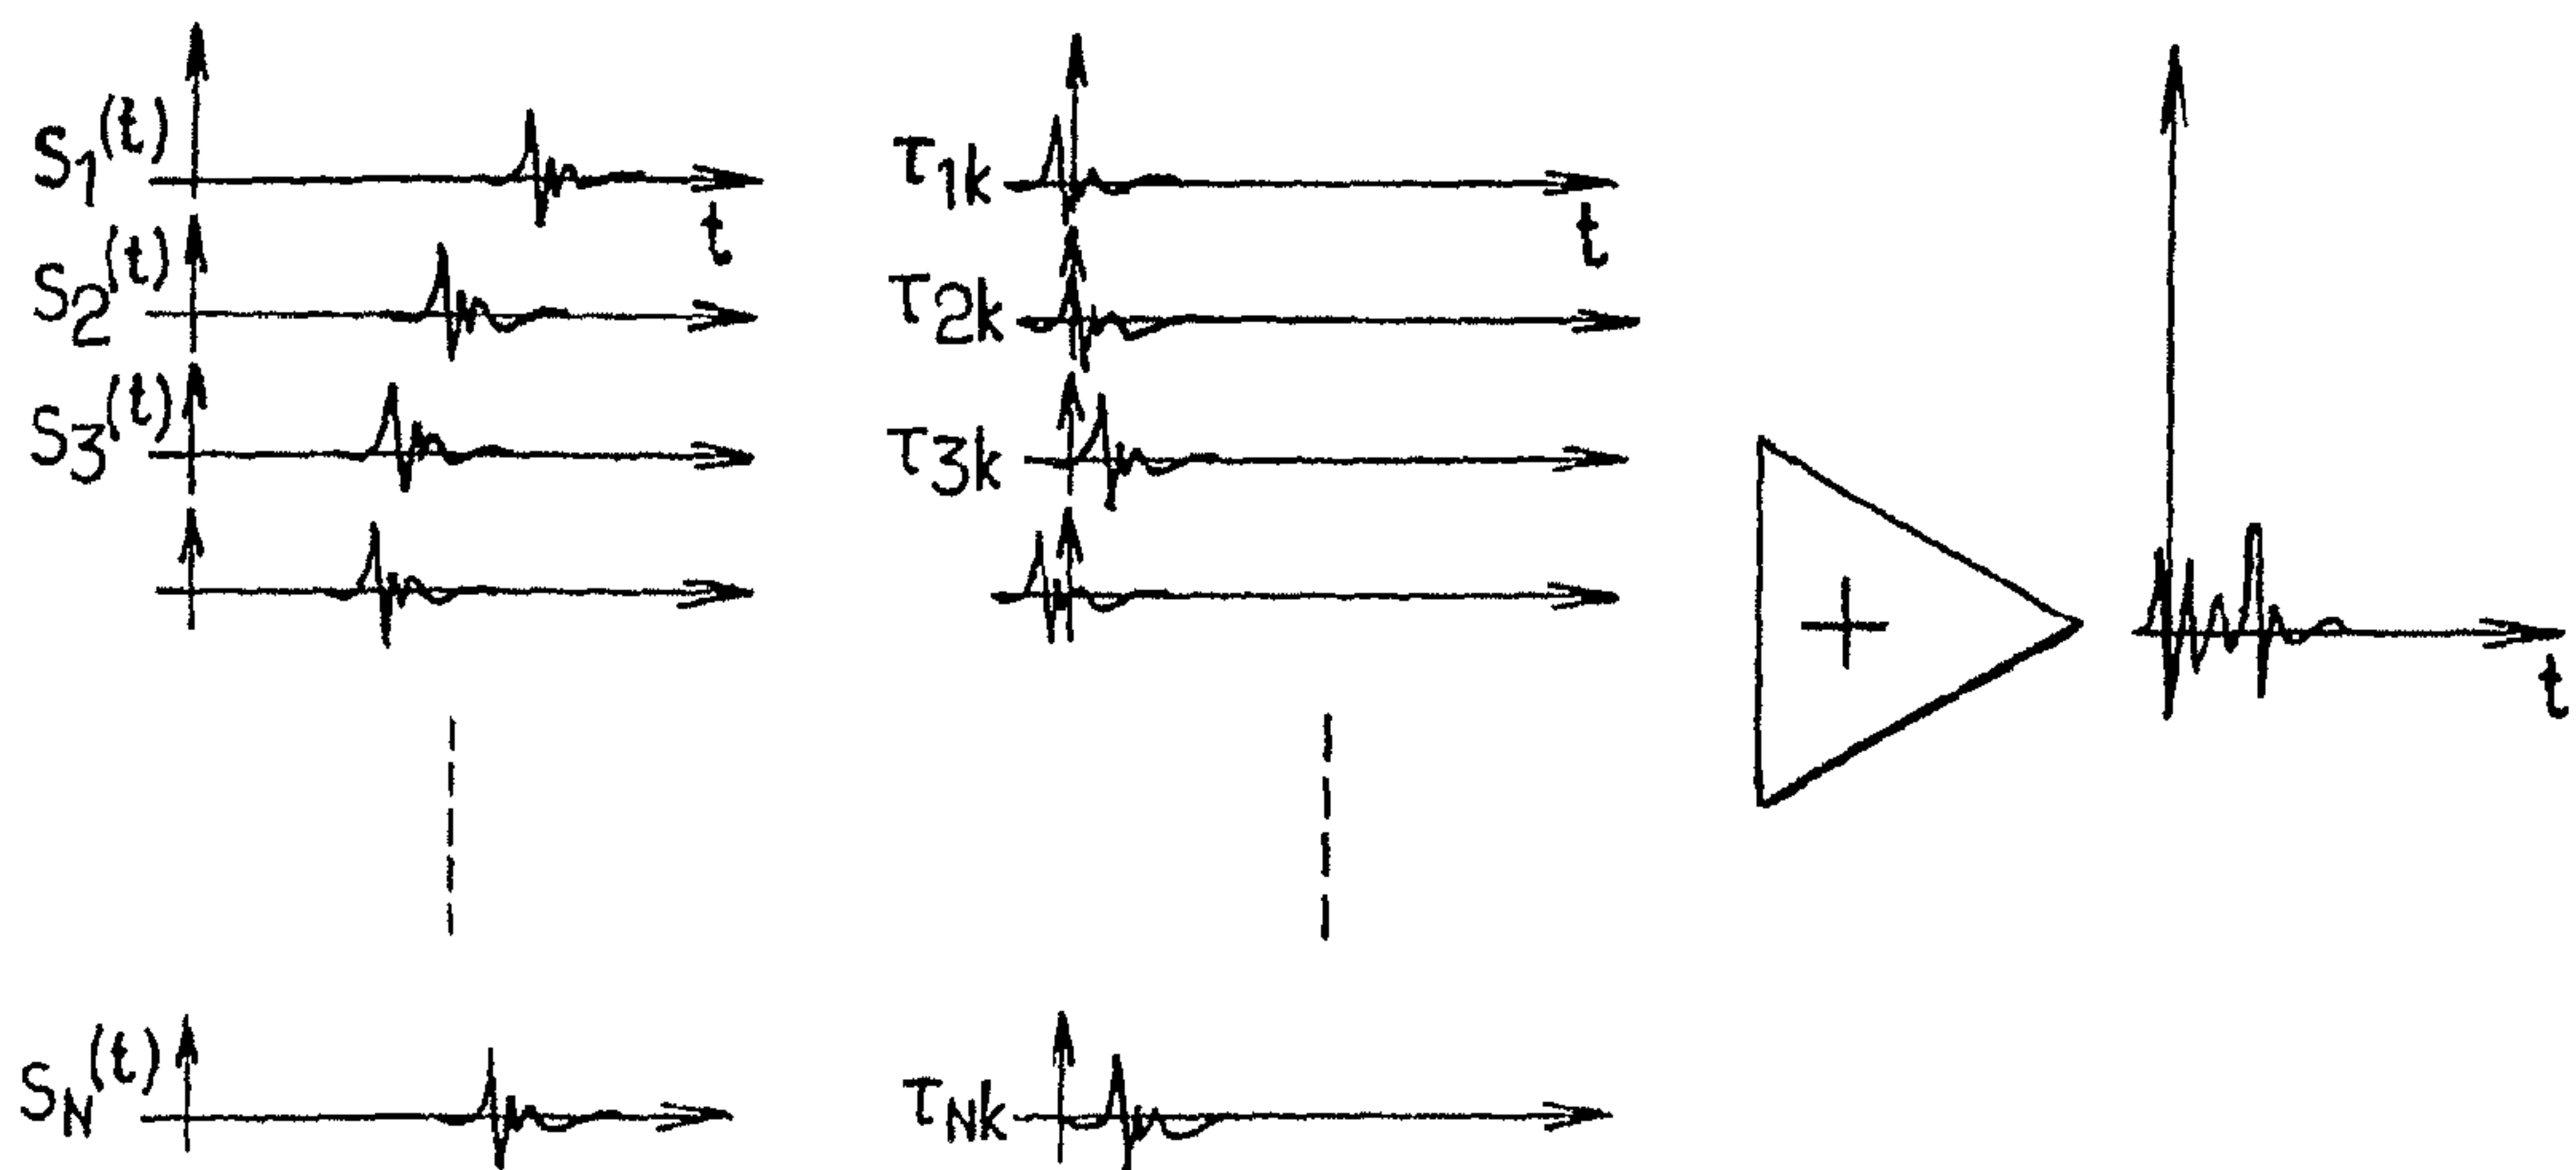 S1(t)
t
S2(t)
S3(t)
SN(t)
τ1k
t
τ2k
τ3k
τNk
+
t